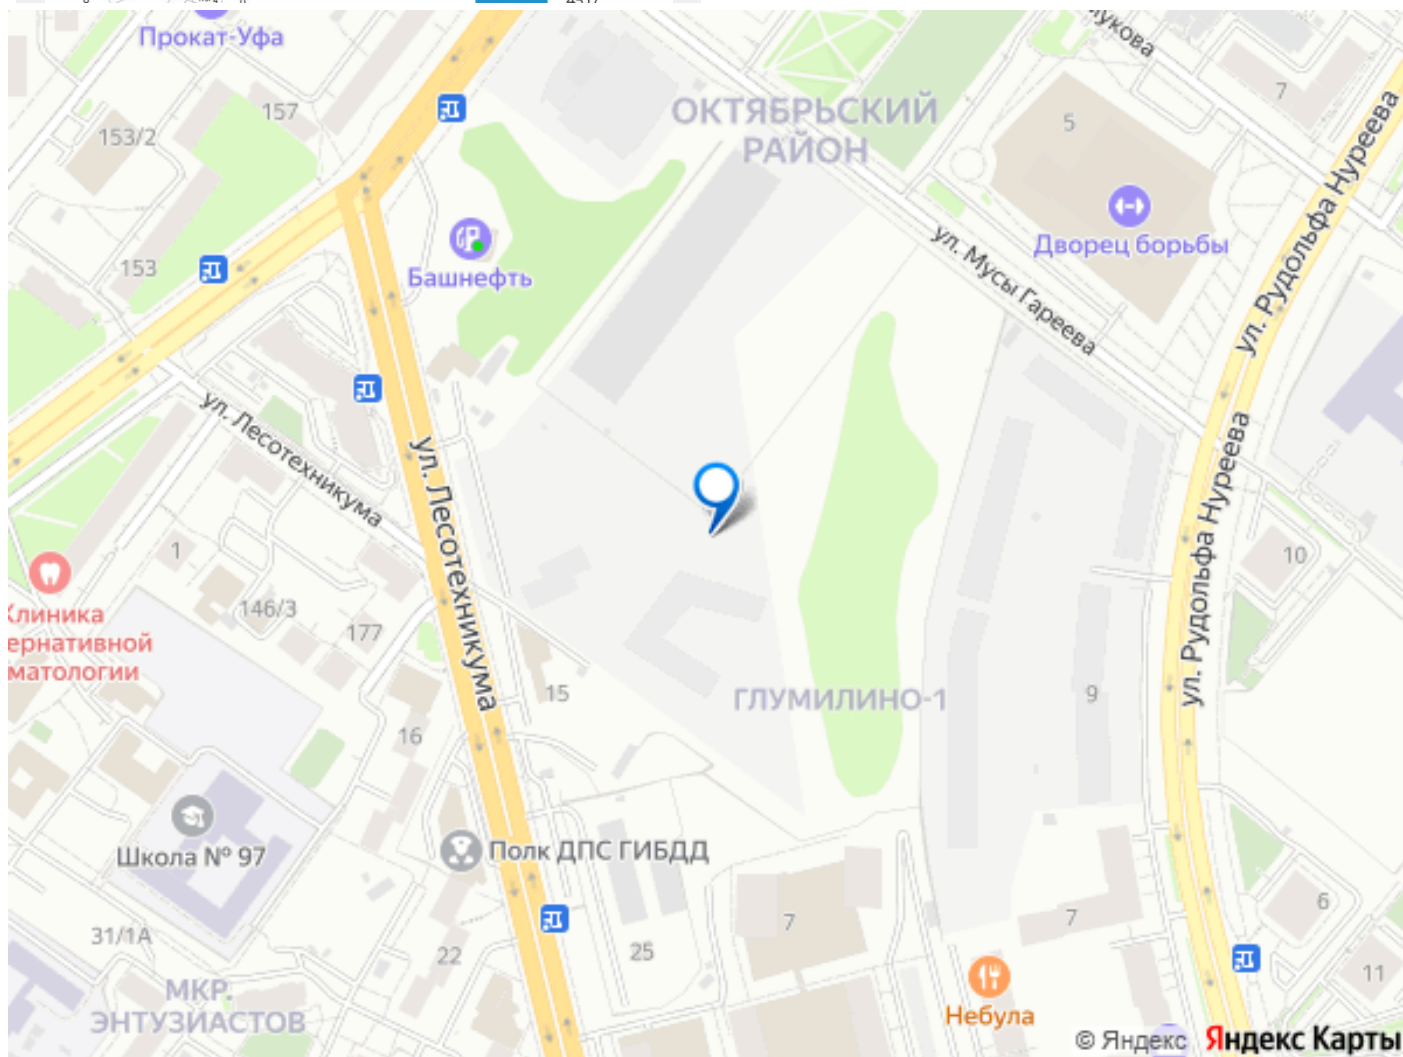 Прокат-Уфа
157
153/2
153
ОКТЯБРЬСКИЙ
РАЙОН
5
7
Дворец борьбы
ул. Рудольфа Нуреева
Башнефть
ул. Мусы Гареева
ул. Лесотехникума
ул. Лесотехникума
ул. Рудольфа Нуреева
10
1
146/3
177
Клиника
ернативной
матологии
15
16
ГЛУМИЛИНО-1
9
Школа № 97
Полк ДПС ГИБДД
31/1А
22
25
7
7
6
11
МКР.
ЭНТУЗИАСТОВ
Небула
© Яндекс Яндекс Карты